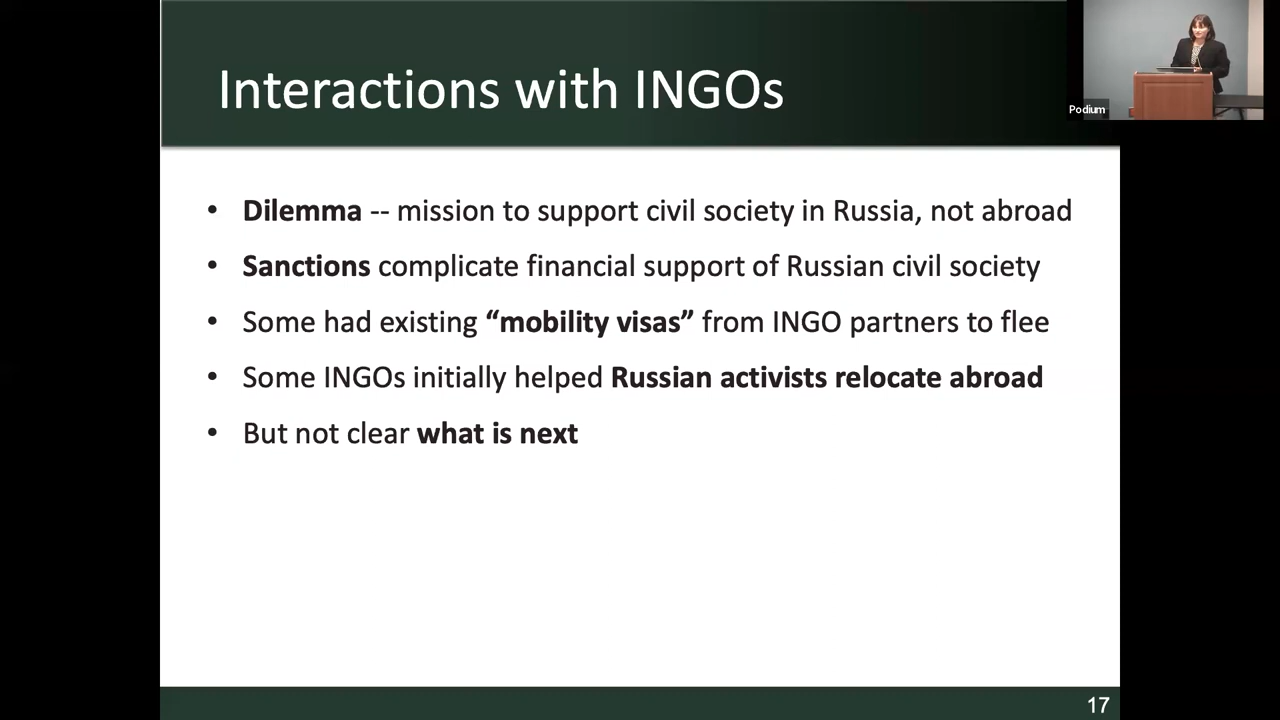 Interactions with INGOs
Podium
• Dilemma -- mission to support civil society in Russia, not abroad
• Sanctions complicate financial support of Russian civil society
• Some had existing “mobility visas” from INGO partners to flee
• Some INGOs initially helped Russian activists relocate abroad
• But not clear what is next
17